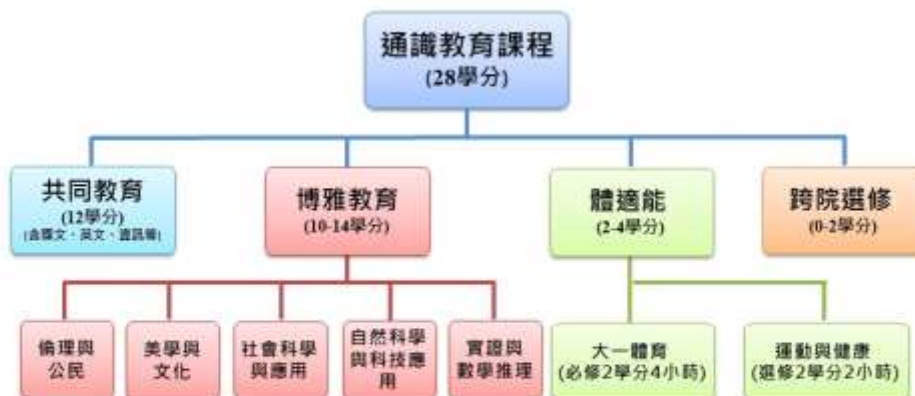 通識教育課程
(28學分)
共同教育
(12學分)
(含國文、英文、資訊等)
博雅教育
(10-14學分)
體適能
(2-4學分)
跨院選修
(0-2學分)
倫理與
公民
美學與
文化
社會科學
與應用
自然科學
與科技應
用
實證與
數學推理
大一體育
(必修2學分4小時)
運動與健康
(選修2學分2小時)